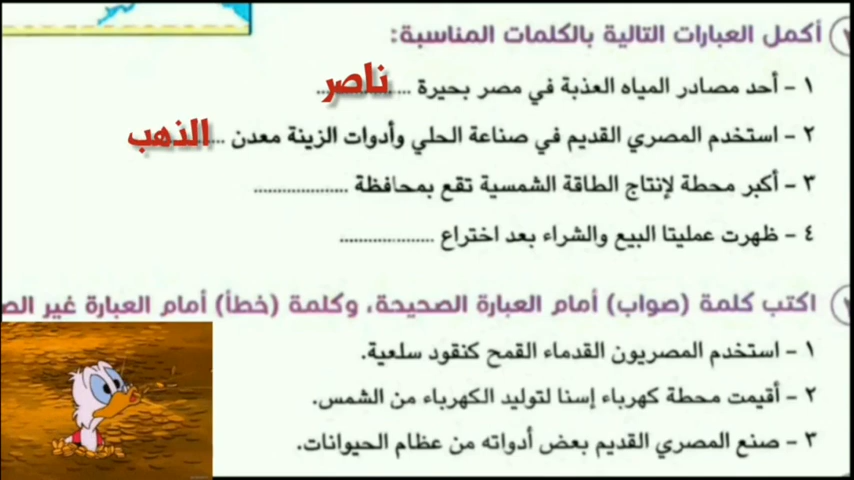 أكمل العبارات التالية بالكلمات المناسبة:
١ - أحد مصادر المياه العذبة في مصر بحيرة ... ناصر ...
٢ - استخدم المصري القديم في صناعة الحلي وأدوات الزينة معدن ... الذهب
٣ - أكبر محطة لإنتاج الطاقة الشمسية تقع بمحافظة ...................
٤ - ظهرت عمليتا البيع والشراء بعد اختراع ...................
اكتب كلمة (صواب) أمام العبارة الصحيحة، وكلمة (خطأ) أمام العبارة غير
١ - استخدم المصريون القدماء القمح كنقود سلعية.
٢ - أقيمت محطة كهرباء إسنا لتوليد الكهرباء من الشمس.
٣ - صنع المصري القديم بعض أدواته من عظام الحيوانات.